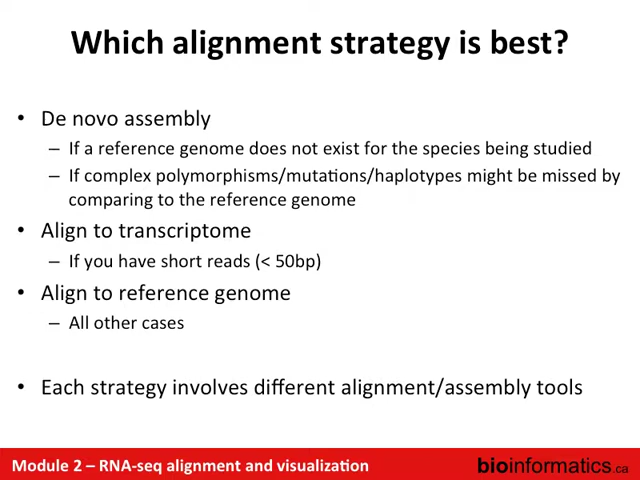 Which alignment strategy is best?
• De novo assembly
– If a reference genome does not exist for the species being studied
– If complex polymorphisms/mutations/haplotypes might be missed by
comparing to the reference genome
• Align to transcriptome
– If you have short reads (< 50bp)
• Align to reference genome
– All other cases
• Each strategy involves different alignment/assembly tools
Module 2 – RNA-seq alignment and visualization
bioinformatics.ca